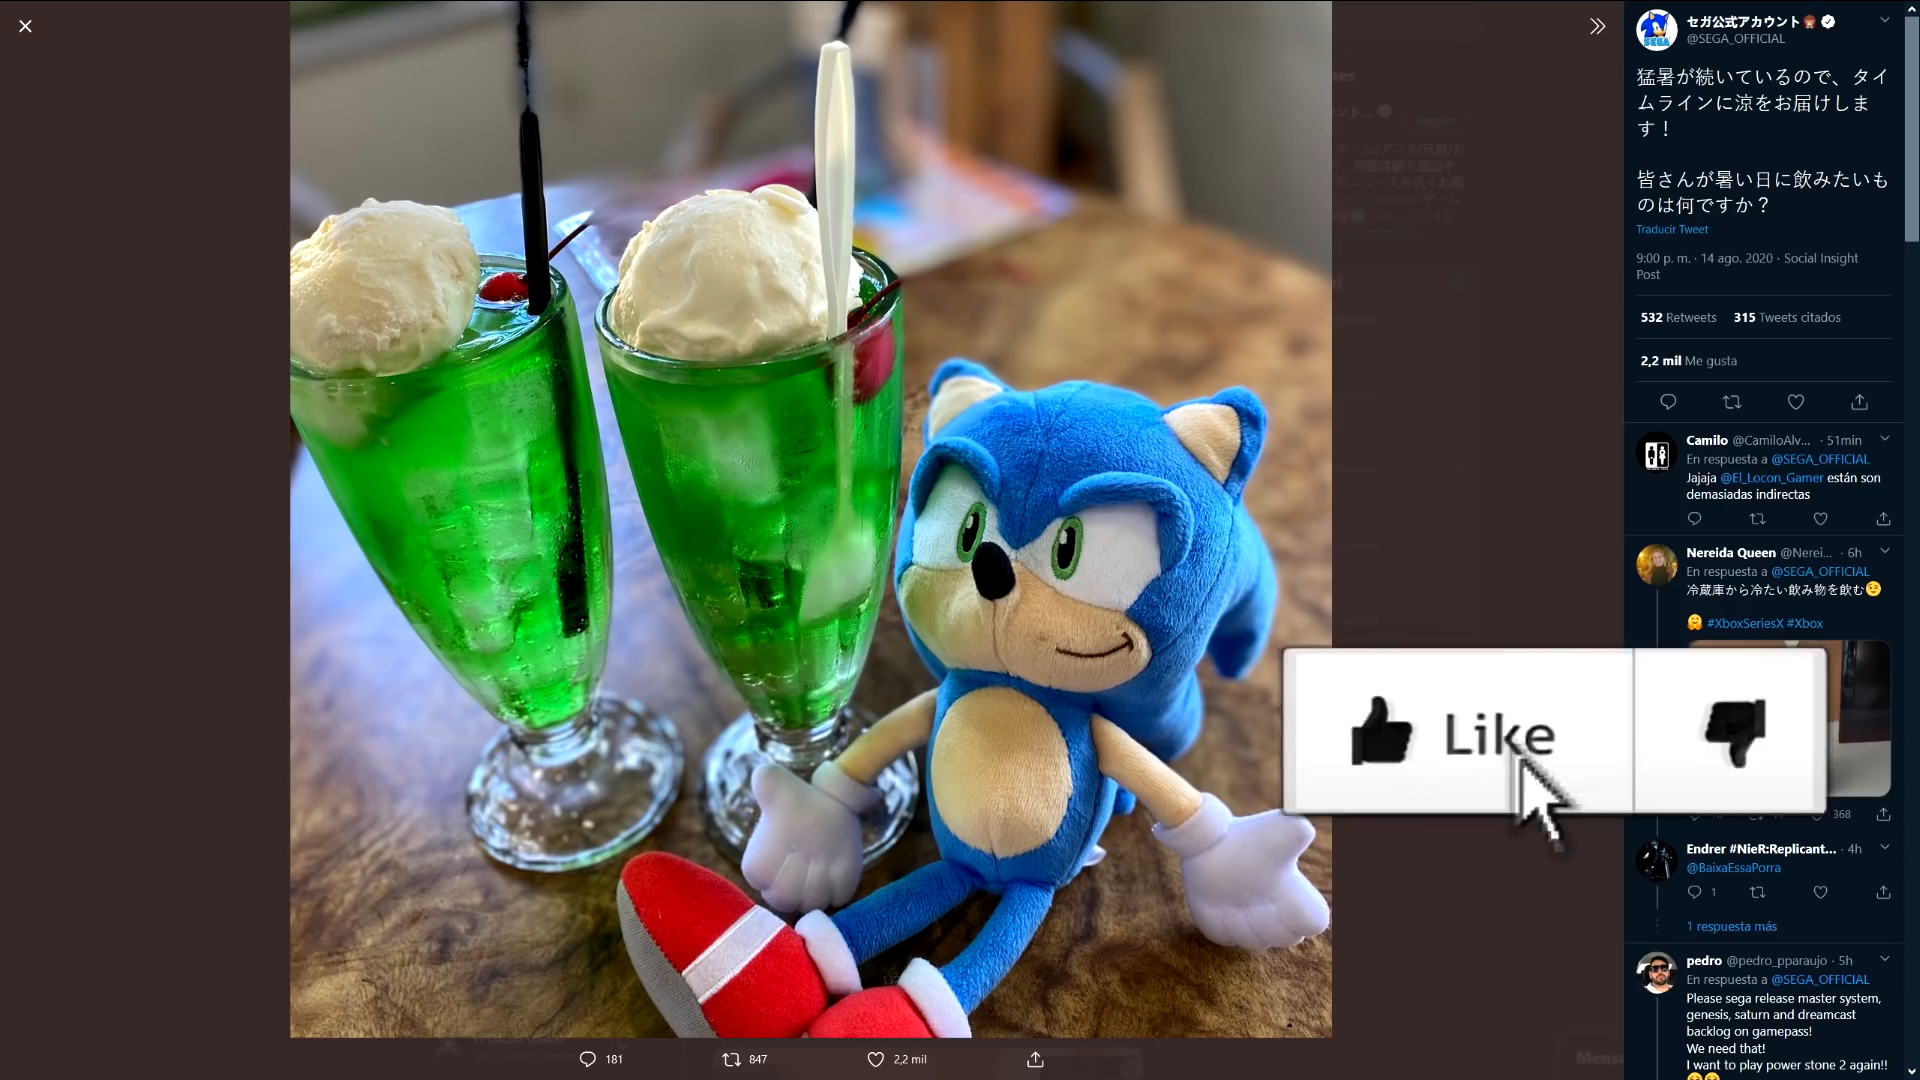 セガ公式アカウント
@SEGA_OFFICIAL
猛暑が続いているので、タイ
ムラインに涼をお届けしま
す！
皆さんが暑い日に飲みたいも
のは何ですか？
Traducir Tweet
9:00 p. m. · 14 ago. 2020 · Social Insight
Post
532 Retweets 315 Tweets citados
2,2 mil Me gusta
Camilo @CamiloAlv... · 51min
En respuesta a @SEGA_OFFICIAL
Jajaja @El_Locon_Gamer están son
demasiadas indirectas
Nereida Queen @Nerei... · 6h
En respuesta a @SEGA_OFFICIAL
冷蔵庫から冷たい飲み物を飲む
#XboxSeriesX #Xbox
Like
368
Endrer #NieR:Replicant... · 4h
@BaixaEssaPorra
1
1 respuesta más
pedro @pedro_pparaujo · 5h
En respuesta a @SEGA_OFFICIAL
Please sega release master system,
genesis, saturn and dreamcast
backlog on gamepass!
We need that!
I want to play power stone 2 again!!
181 847 2,2 mil